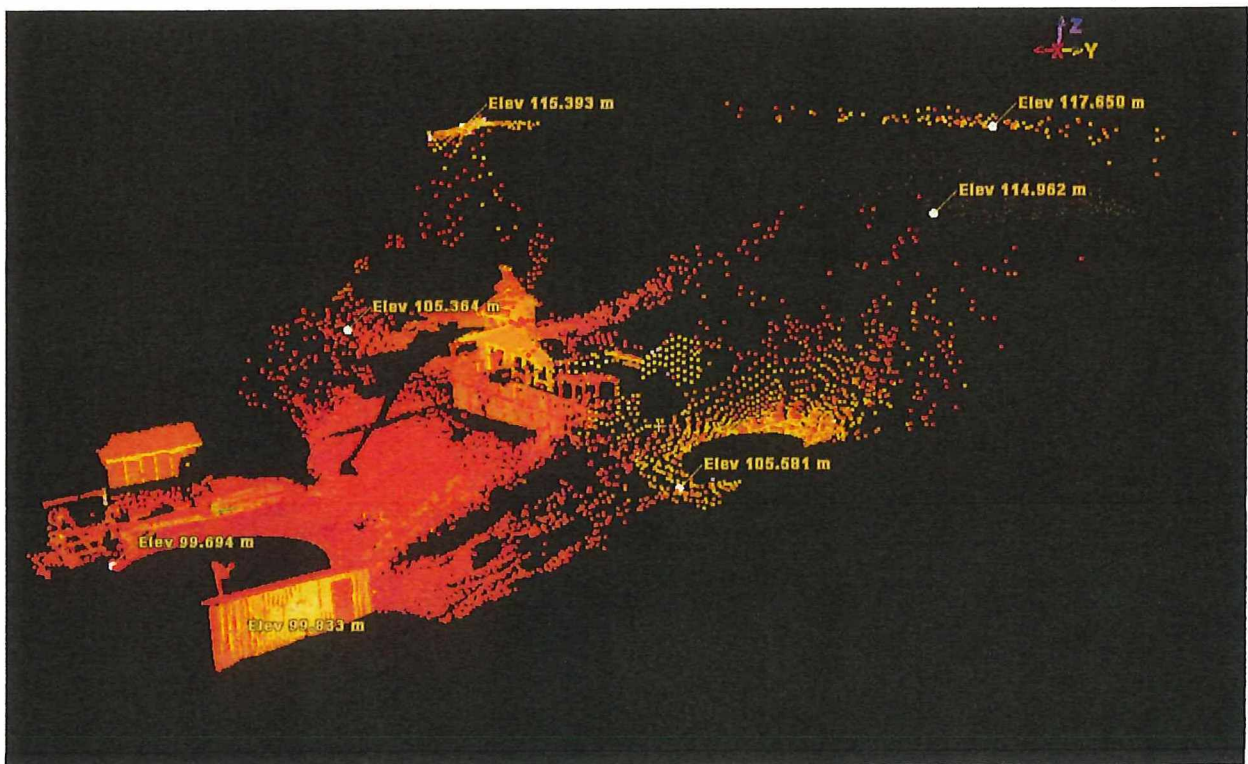 Z
Y
Elev 115.393 m
Elev 117.650 m
Elev 114.962 m
Elev 105.364 m
Elev 105.581 m
Elev 99.694 m
Elev 99.833 m